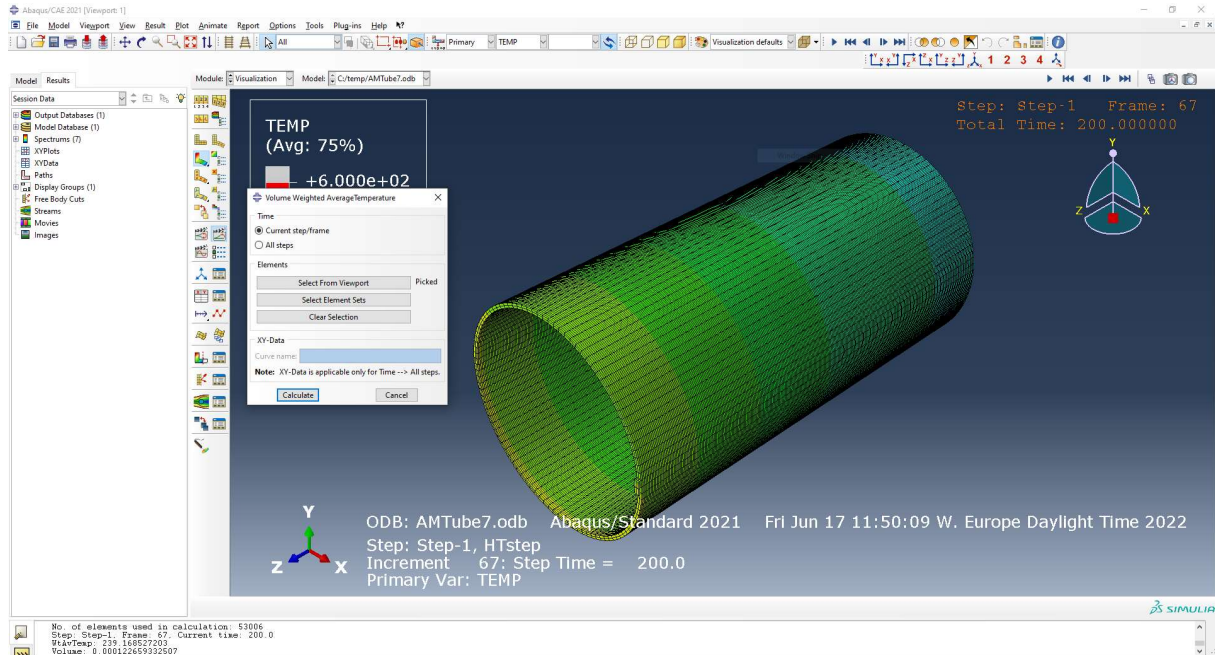 Abaqus/CAE 2021 [Viewport: 1]
File Model Viewport View Result Plot Animate Report Options Tools Plug-ins Help
All Primary TEMP Visualization defaults
1 2 3 4
Model Results
Module: Visualization Model: C:/temp/AMTube7.odb
Session Data
Output Databases (1)
Model Database (1)
Spectrums (7)
XYPlots
XYData
Paths
Display Groups (1)
Free Body Cuts
Streams
Movies
Images
TEMP
(Avg: 75%)
+6.000e+02
Step: Step-1 Frame: 67
Total Time: 200.000000
Y
Z
X
Volume Weighted AverageTemperature
Time
Current step/frame
All steps
Elements
Select From Viewport Picked
Select Element Sets
Clear Selection
XY-Data
Curve name:
Note: XY-Data is applicable only for Time --> All steps.
Calculate Cancel
Y
Z X
ODB: AMTube7.odb Abaqus/Standard 2021 Fri Jun 17 11:50:09 W. Europe Daylight Time 2022
Step: Step-1, HTstep
Increment 67: Step Time = 200.0
Primary Var: TEMP
SIMULIA
No. of elements used in calculation: 53006
Step: Step-1, Frame: 67, Current time: 200.0
WtAvTemp: 239.168527203
Volume: 0.000122659332507